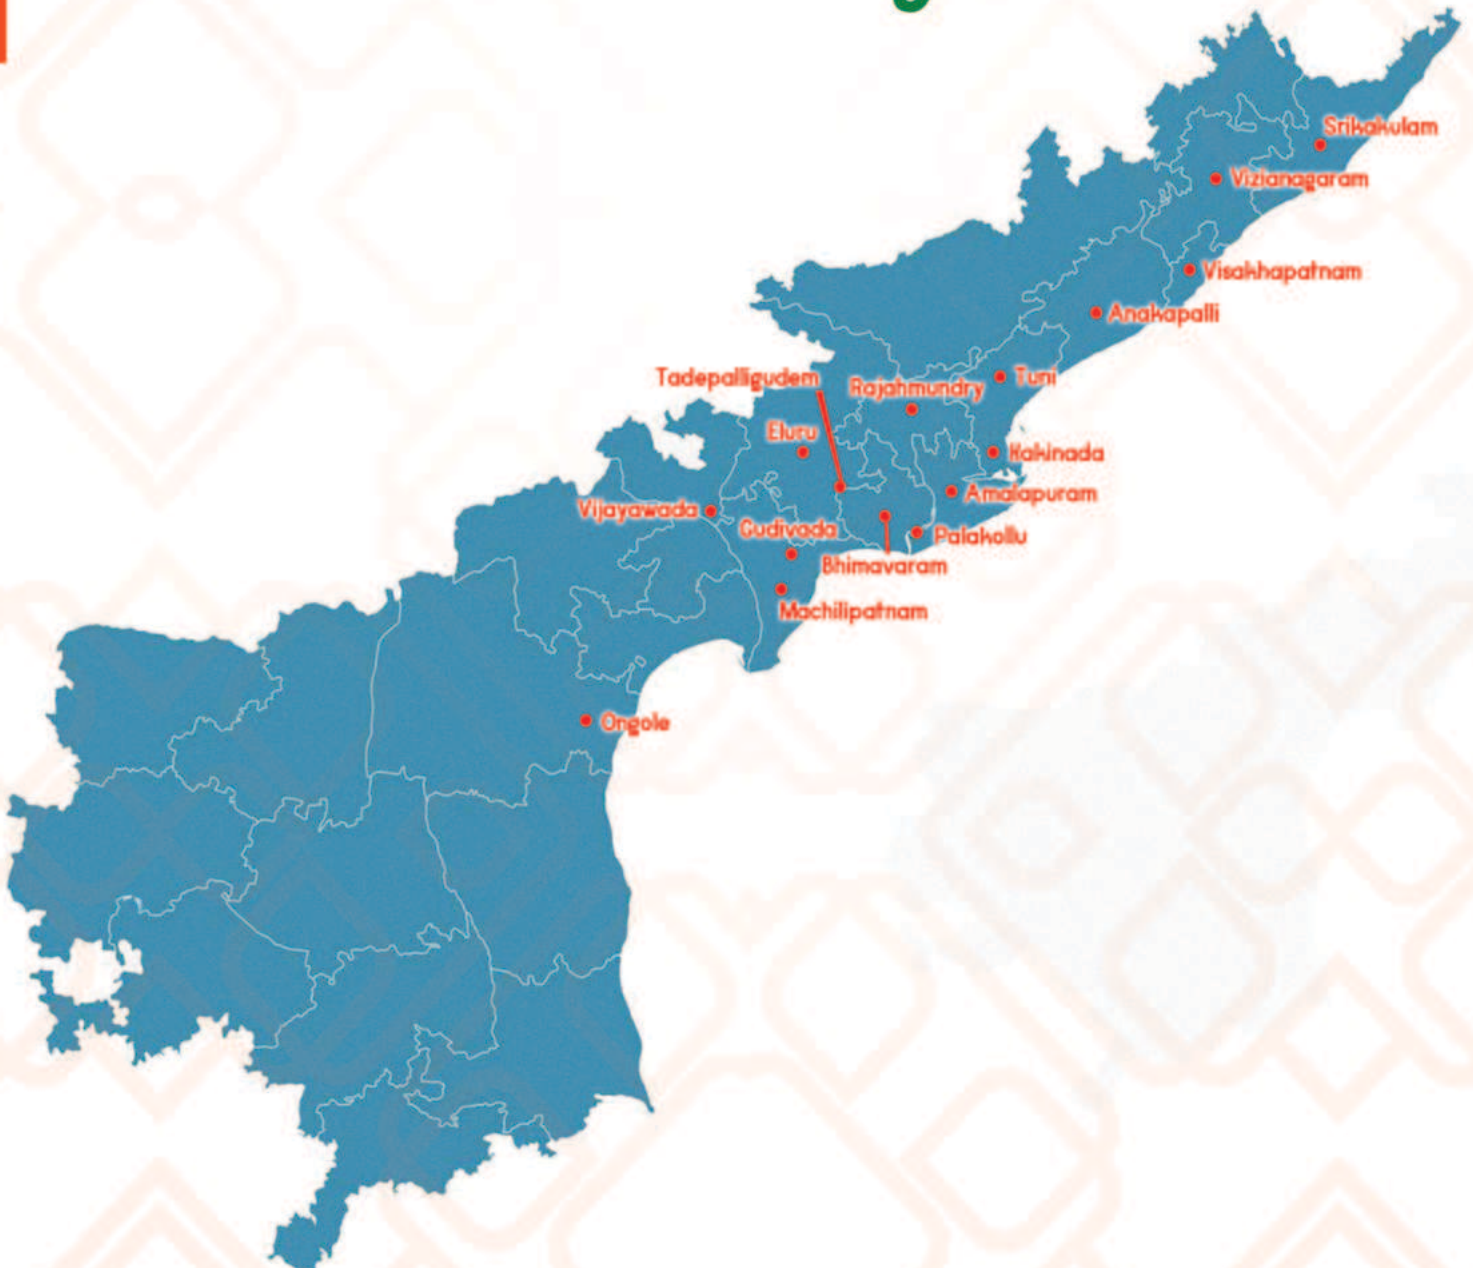 Srikakulam
Vizianagaram
Visakhapatnam
Anakapalli
Tadepalligudem
Rajahmundry
Tuni
Eluru
Kakinada
Amalapuram
Vijayawada
Gudivada
Palakollu
Bhimavaram
Machilipatnam
Ongole